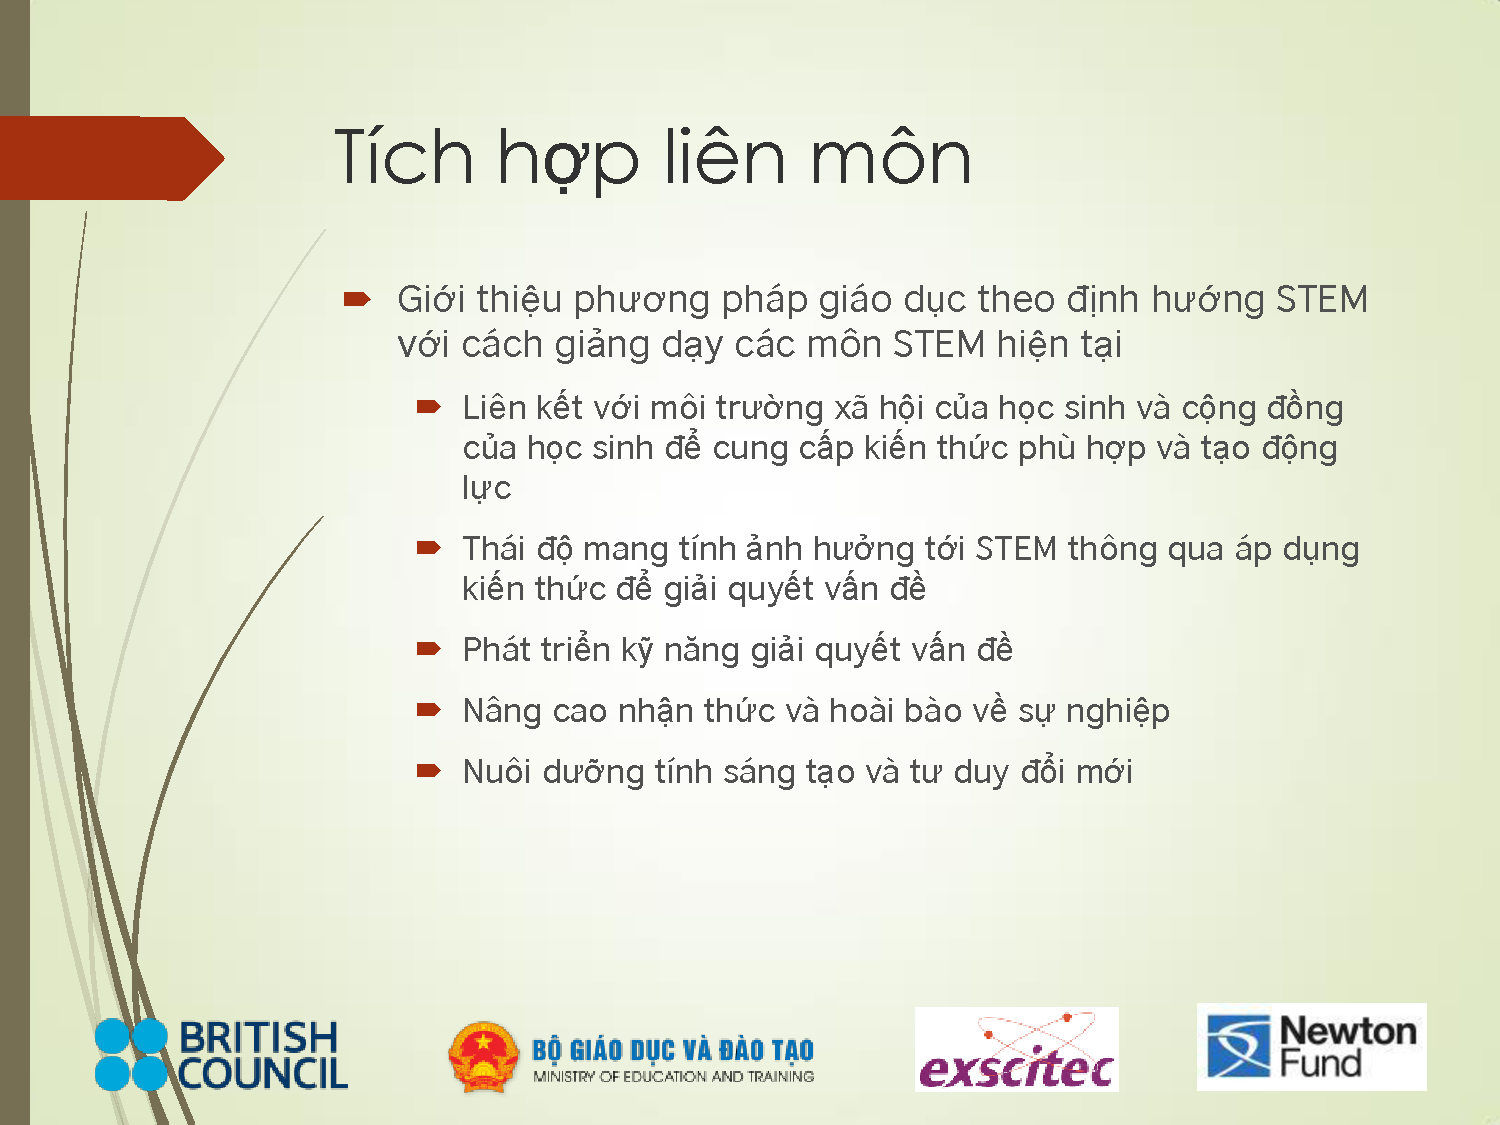 Tích hợp liên môn
Giới thiệu phương pháp giáo dục theo định hướng STEM
với cách giảng dạy các môn STEM hiện tại
Liên kết với môi trường xã hội của học sinh và cộng đồng
của học sinh để cung cấp kiến thức phù hợp và tạo động
lực
Thái độ mang tính ảnh hưởng tới STEM thông qua áp dụng
kiến thức để giải quyết vấn đề
Phát triển kỹ năng giải quyết vấn đề
Nâng cao nhận thức và hoài bào về sự nghiệp
Nuôi dưỡng tính sáng tạo và tư duy đổi mới
BRITISH
COUNCIL
BỘ GIÁO DỤC VÀ ĐÀO TẠO
MINISTRY OF EDUCATION AND TRAINING
exscitec
Newton
Fund